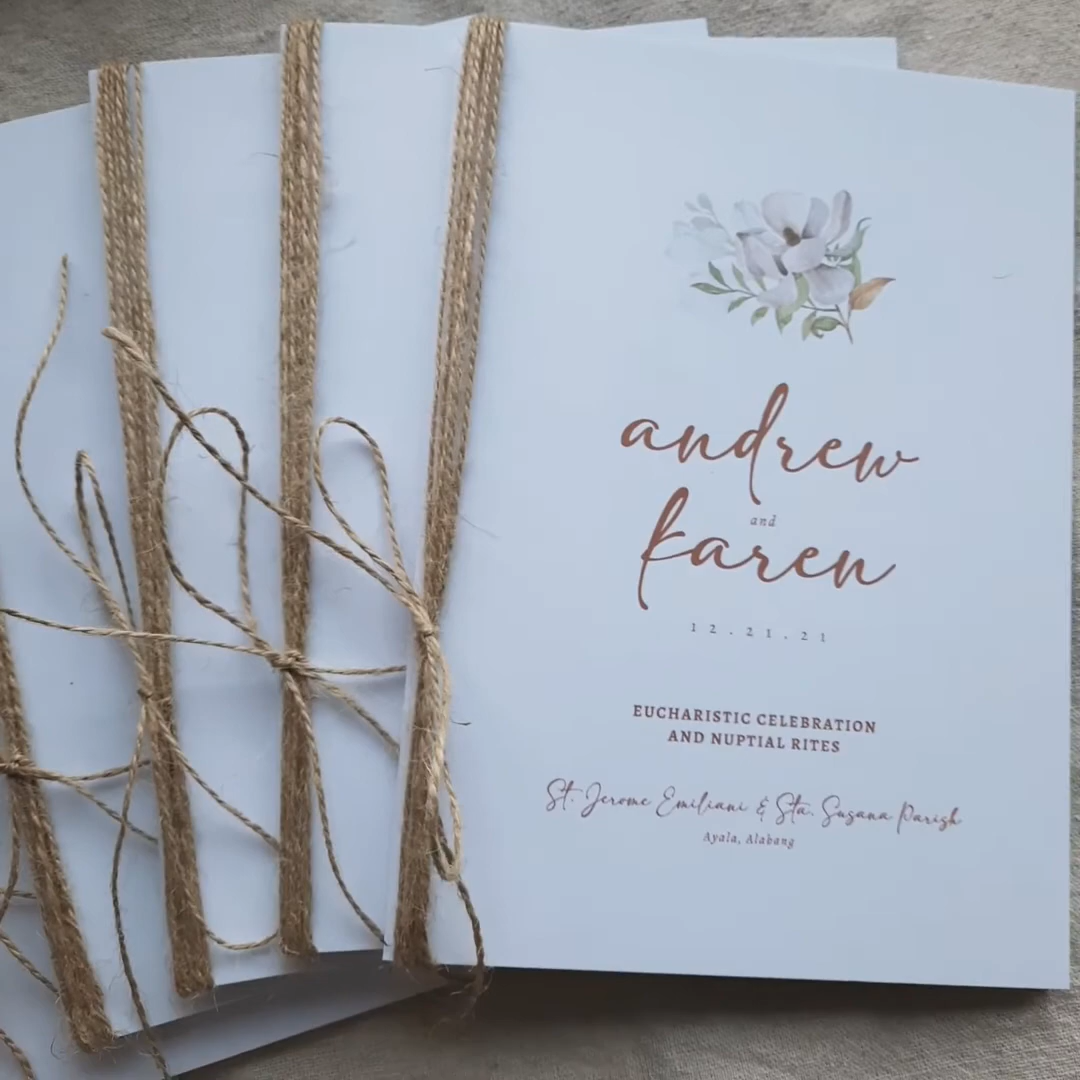 andrew
and
karen
12.21.21
EUCHARISTIC CELEBRATION
AND NUPTIAL RITES
St. Jerome Emiliani & Sta. Susana Parish
Ayala, Alabang